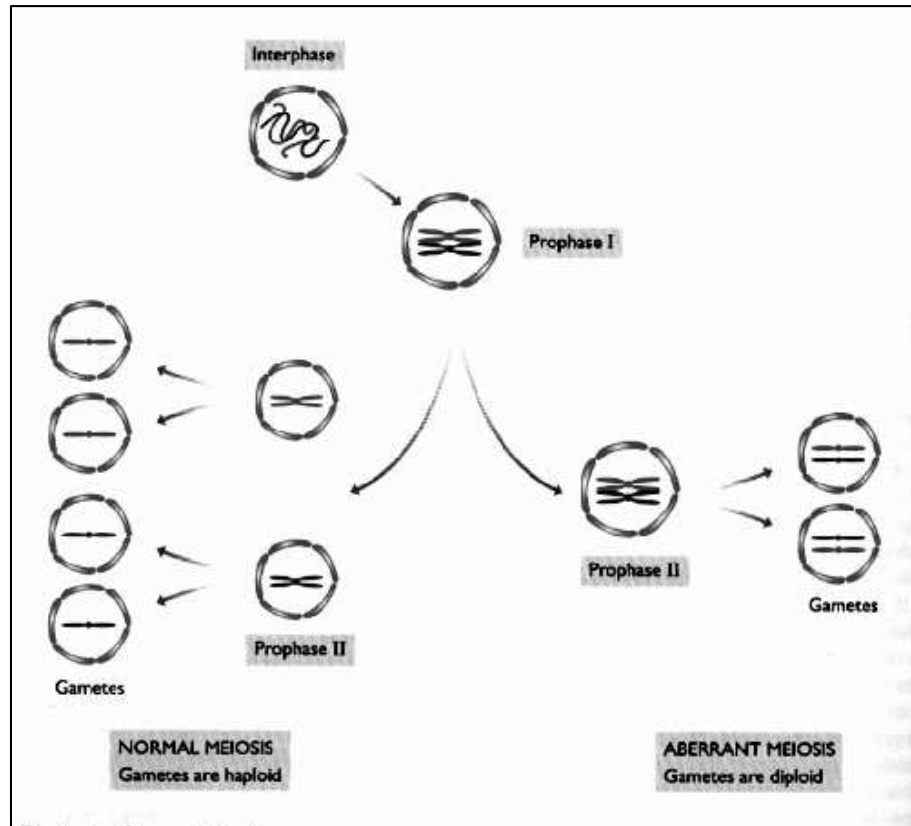 Interphase
Prophase I
Prophase II
Prophase II
Gametes
Gametes
NORMAL MEIOSIS
Gametes are haploid
ABERRANT MEIOSIS
Gametes are diploid